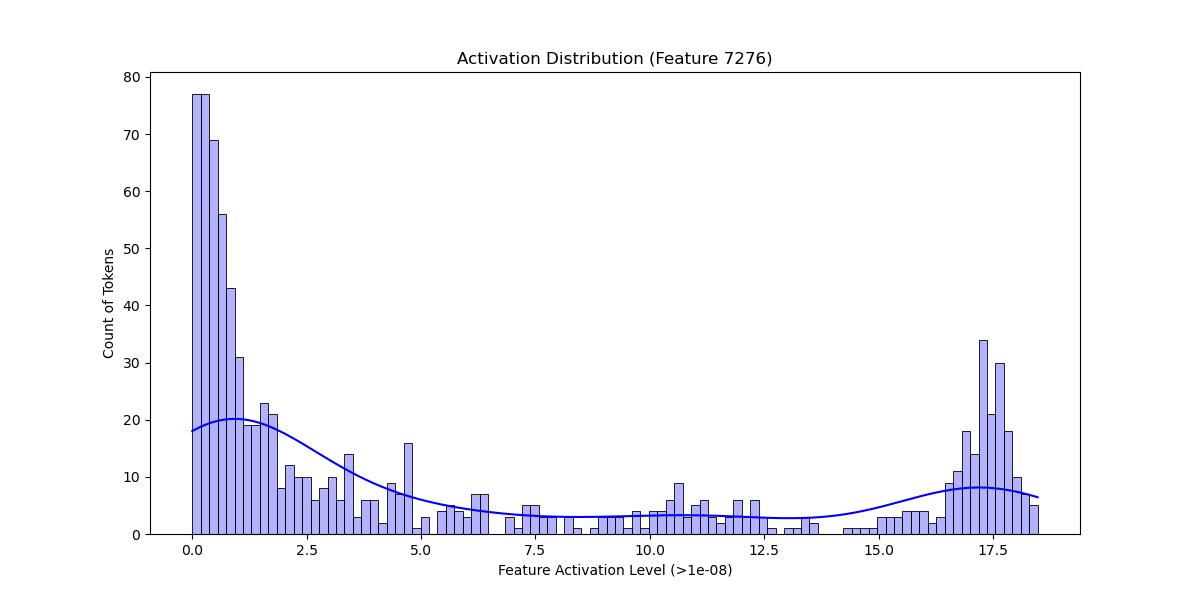 Activation Distribution (Feature 7276)
80
70
60
50
40
30
20
10
0
Count of Tokens
0.0 2.5 5.0 7.5 10.0 12.5 15.0 17.5
Feature Activation Level (>1e-08)